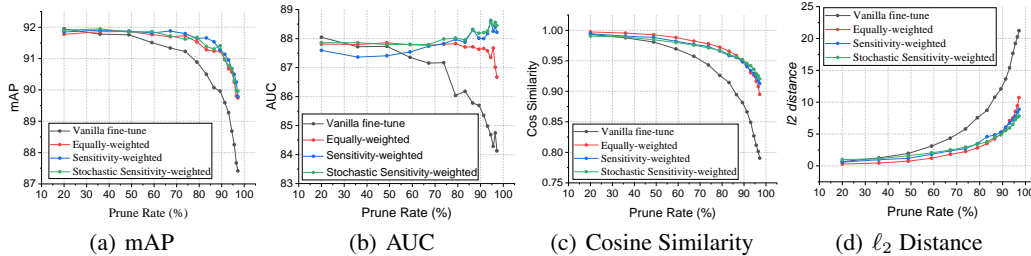 mAP
92
91
90
89
88
87
Vanilla fine-tune
Equally-weighted
Sensitivity-weighted
Stochastic Sensitivity-weighted
10 20 30 40 50 60 70 80 90 100
Prune Rate (%)
(a) mAP
AUC
89
88
87
86
85
84
83
Vanilla fine-tune
Equally-weighted
Sensitivity-weighted
Stochastic Sensitivity-weighted
10 20 30 40 50 60 70 80 90 100
Prune Rate (%)
(b) AUC
Cos Similarity
1.00
0.95
0.90
0.85
0.80
0.75
Vanilla fine-tune
Equally-weighted
Sensitivity-weighted
Stochastic Sensitivity-weighted
10 20 30 40 50 60 70 80 90 100
Prune Rate (%)
(c) Cosine Similarity
l2 distance
25
20
15
10
5
0
Vanilla fine-tune
Equally-weighted
Sensitivity-weighted
Stochastic Sensitivity-weighted
10 20 30 40 50 60 70 80 90 100
Prune Rate (%)
(d) ℓ₂ Distance